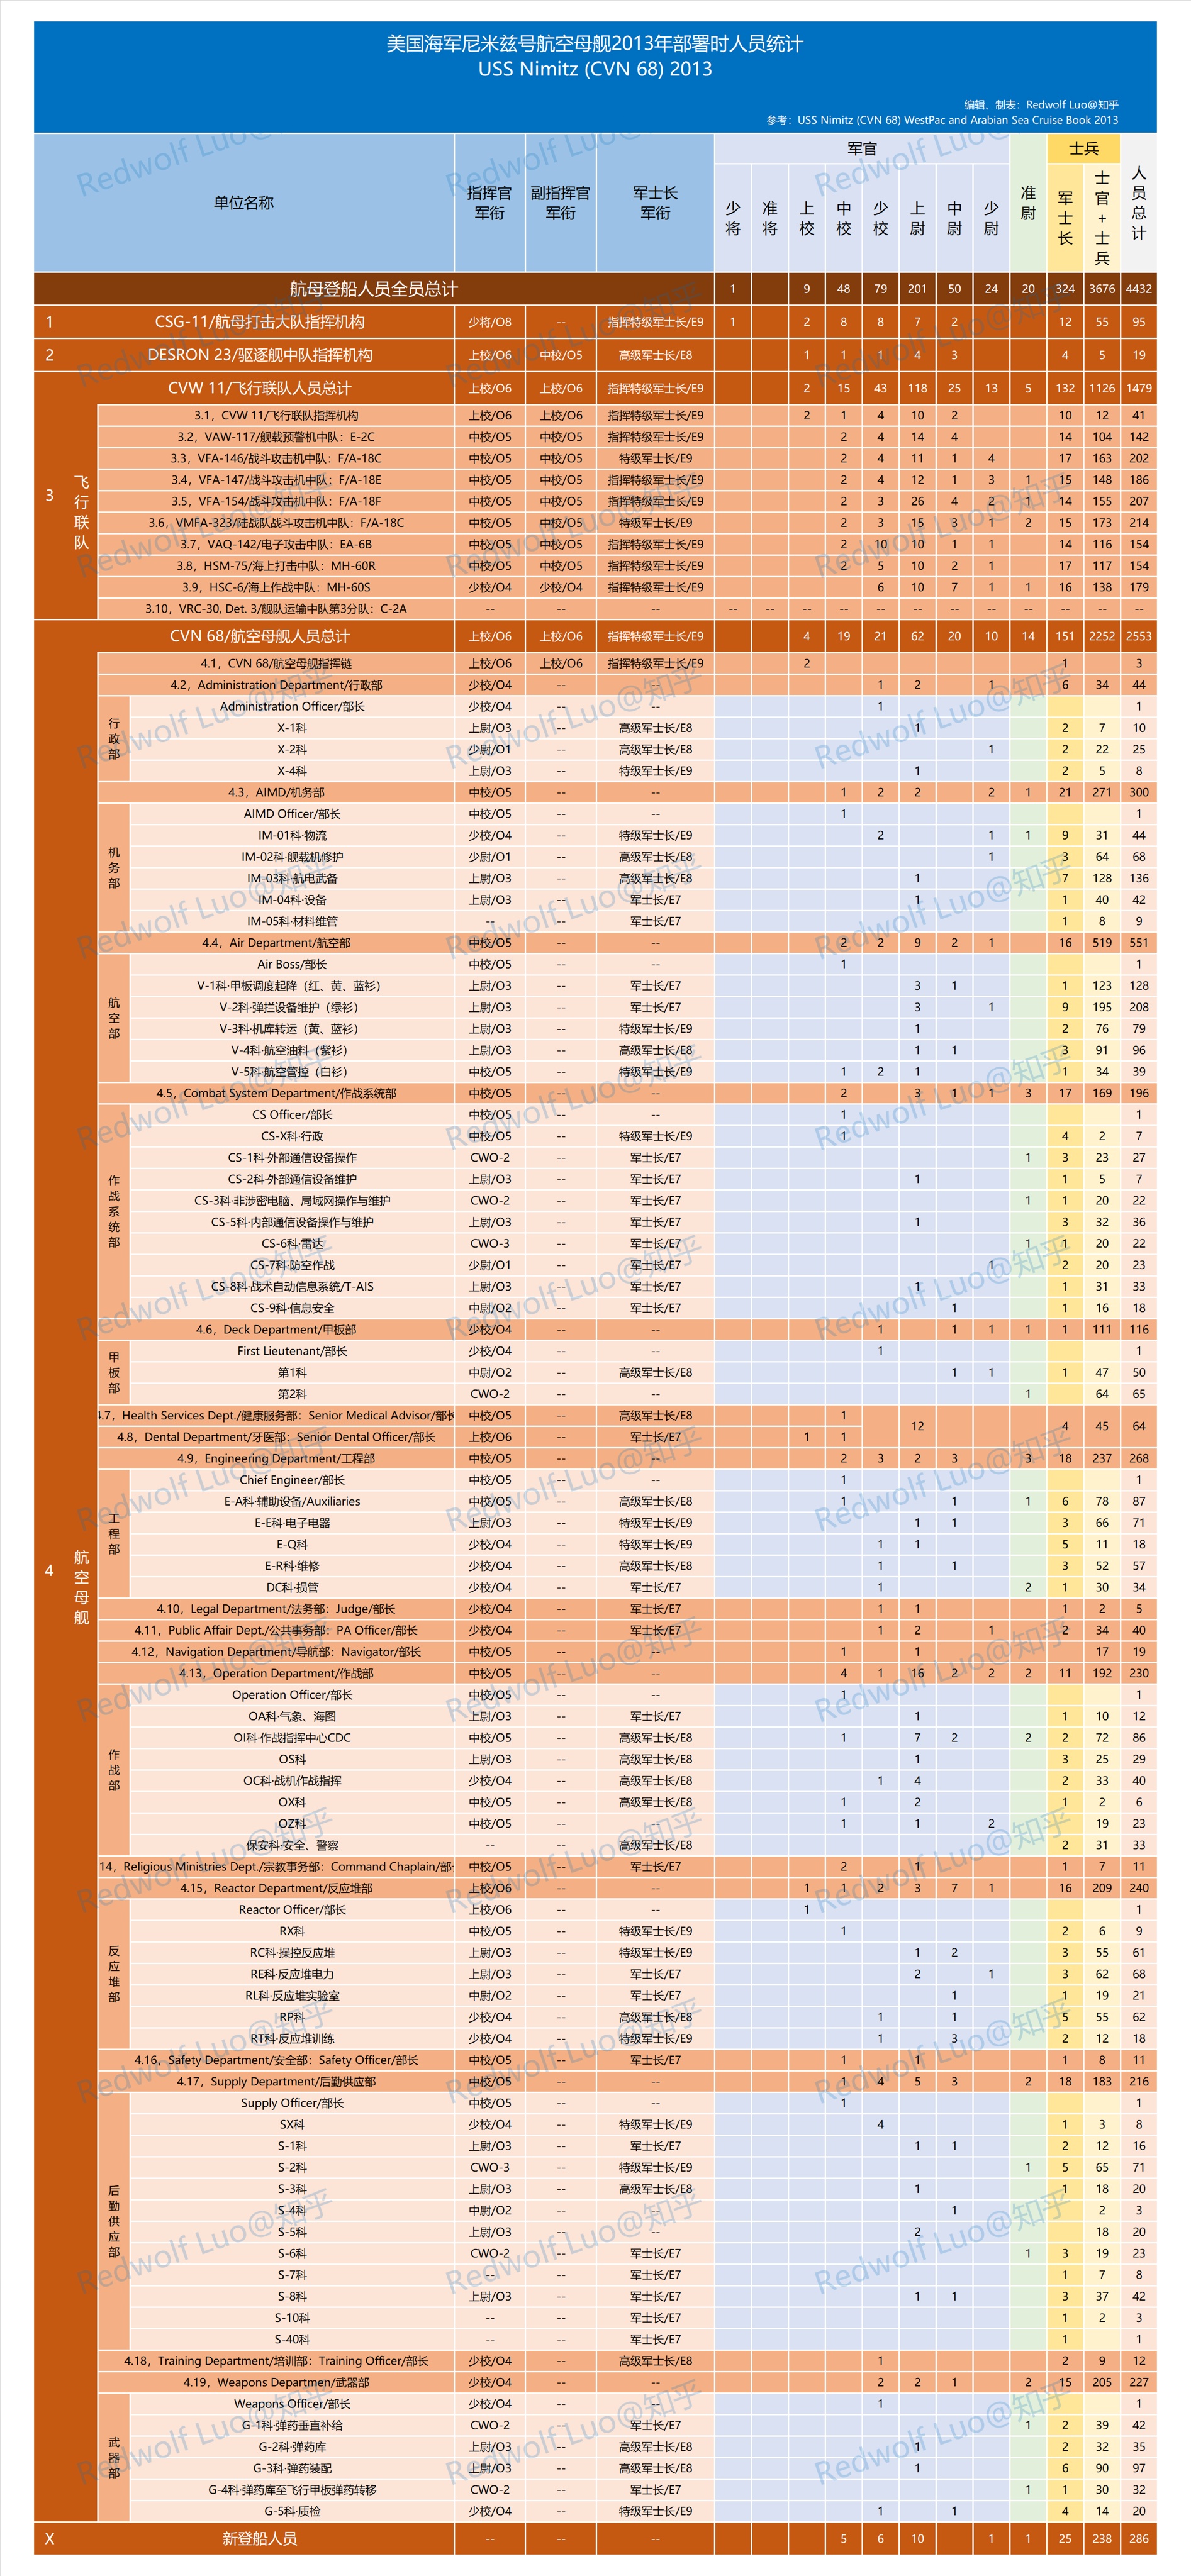 美国海军尼米兹号航空母舰2013年部署时人员统计
USS Nimitz (CVN 68) 2013
编辑、制表：Redwolf Luo@知乎
参考：USS Nimitz (CVN 68) WestPac and Arabian Sea Cruise Book 2013
单位名称 指挥官军衔 副指挥官军衔 军士长军衔 军官 少将 准将 上校 中校 少校 上尉 中尉 少尉 准尉 士兵 军士长 士官+士兵 人员总计
航母登船人员全员总计 1 9 48 79 201 50 24 20 324 3676 4432
1 CSG-11/航母打击大队指挥机构 少将/O8 -- 指挥特级军士长/E9 1 2 8 8 7 2 12 55 95
2 DESRON 23/驱逐舰中队指挥机构 上校/O6 中校/O5 高级军士长/E8 1 1 1 4 3 4 5 19
3 飞行联队
CVW 11/飞行联队人员总计 上校/O6 上校/O6 指挥特级军士长/E9 2 15 43 118 25 13 5 132 1126 1479
3.1，CVW 11/飞行联队指挥机构 上校/O6 上校/O6 指挥特级军士长/E9 2 1 4 10 2 10 12 41
3.2，VAW-117/舰载预警机中队：E-2C 中校/O5 中校/O5 指挥特级军士长/E9 2 4 14 4 14 104 142
3.3，VFA-146/战斗攻击机中队：F/A-18C 中校/O5 中校/O5 特级军士长/E9 2 4 11 1 4 17 163 202
3.4，VFA-147/战斗攻击机中队：F/A-18E 中校/O5 中校/O5 指挥特级军士长/E9 2 4 12 1 3 1 15 148 186
3.5，VFA-154/战斗攻击机中队：F/A-18F 中校/O5 中校/O5 指挥特级军士长/E9 2 3 26 4 2 1 14 155 207
3.6，VMFA-323/陆战队战斗攻击机中队：F/A-18C 中校/O5 中校/O5 特级军士长/E9 2 3 15 3 1 2 15 173 214
3.7，VAQ-142/电子攻击中队：EA-6B 中校/O5 中校/O5 指挥特级军士长/E9 2 10 10 1 1 14 116 154
3.8，HSM-75/海上打击中队：MH-60R 中校/O5 中校/O5 指挥特级军士长/E9 2 5 10 2 1 17 117 154
3.9，HSC-6/海上作战中队：MH-60S 少校/O4 少校/O4 指挥特级军士长/E9 6 10 7 1 1 16 138 179
3.10，VRC-30, Det. 3/舰队运输中队第3分队：C-2A -- -- -- -- -- -- -- -- -- -- -- -- -- -- --
4 航空母舰
CVN 68/航空母舰人员总计 上校/O6 上校/O6 指挥特级军士长/E9 4 19 21 62 20 10 14 151 2252 2553
4.1，CVN 68/航空母舰指挥链 上校/O6 上校/O6 指挥特级军士长/E9 2 1 3
4.2，Administration Department/行政部 少校/O4 -- -- 1 2 1 6 34 44
行政部
Administration Officer/部长 少校/O4 -- -- 1 1
X-1科 上尉/O3 -- 高级军士长/E8 1 2 7 10
X-2科 少尉/O1 -- 高级军士长/E8 1 2 22 25
X-4科 上尉/O3 -- 特级军士长/E9 1 2 5 8
4.3，AIMD/机务部 中校/O5 -- -- 1 2 2 2 1 21 271 300
机务部
AIMD Officer/部长 中校/O5 -- -- 1 1
IM-01科·物流 少校/O4 -- 特级军士长/E9 2 1 1 9 31 44
IM-02科·舰载机修护 少尉/O1 -- 高级军士长/E8 1 3 64 68
IM-03科·航电武备 上尉/O3 -- 高级军士长/E8 1 7 128 136
IM-04科·设备 上尉/O3 -- 军士长/E7 1 1 40 42
IM-05科·材料维管 -- -- 军士长/E7 1 8 9
4.4，Air Department/航空部 中校/O5 -- -- 2 2 9 2 1 16 519 551
航空部
Air Boss/部长 中校/O5 -- -- 1 1
V-1科·甲板调度起降（红、黄、蓝衫） 上尉/O3 -- 军士长/E7 3 1 1 123 128
V-2科·弹拦设备维护（绿衫） 上尉/O3 -- 军士长/E7 3 1 9 195 208
V-3科·机库转运（黄、蓝衫） 上尉/O3 -- 特级军士长/E9 1 2 76 79
V-4科·航空油料（紫衫） 上尉/O3 -- 高级军士长/E8 1 1 3 91 96
V-5科·航空管控（白衫） 中校/O5 -- 特级军士长/E9 1 2 1 1 34 39
4.5，Combat System Department/作战系统部 中校/O5 -- -- 2 3 1 1 3 17 169 196
作战系统部
CS Officer/部长 中校/O5 -- -- 1 1
CS-X科·行政 中校/O5 -- 特级军士长/E9 1 4 2 7
CS-1科·外部通信设备操作 CWO-2 -- 军士长/E7 1 3 23 27
CS-2科·外部通信设备维护 上尉/O3 -- 军士长/E7 1 1 5 7
CS-3科·非涉密电脑、局域网操作与维护 CWO-2 -- 军士长/E7 1 1 20 22
CS-5科·内部通信设备操作与维护 上尉/O3 -- 军士长/E7 1 3 32 36
CS-6科·雷达 CWO-3 -- 军士长/E7 1 1 20 22
CS-7科·防空作战 少尉/O1 -- 军士长/E7 1 2 20 23
CS-8科·战术自动信息系统/T-AIS 上尉/O3 -- 军士长/E7 1 1 31 33
CS-9科·信息安全 中尉/O2 -- 军士长/E7 1 1 16 18
4.6，Deck Department/甲板部 少校/O4 -- -- 1 1 1 1 1 111 116
甲板部
First Lieutenant/部长 少校/O4 -- -- 1 1
第1科 中尉/O2 -- 高级军士长/E8 1 1 1 47 50
第2科 CWO-2 -- -- 1 64 65
4.7，Health Services Dept./健康服务部：Senior Medical Advisor/部长 中校/O5 -- 高级军士长/E8 1 12 4 45 64
4.8，Dental Department/牙医部：Senior Dental Officer/部长 上校/O6 -- 军士长/E7 1 1
4.9，Engineering Department/工程部 中校/O5 -- -- 2 3 2 3 3 18 237 268
工程部
Chief Engineer/部长 中校/O5 -- -- 1 1
E-A科·辅助设备/Auxiliaries 中校/O5 -- 高级军士长/E8 1 1 1 6 78 87
E-E科·电子电器 上尉/O3 -- 特级军士长/E9 1 1 3 66 71
E-Q科 少校/O4 -- 特级军士长/E9 1 1 5 11 18
E-R科·维修 少校/O4 -- 高级军士长/E8 1 1 3 52 57
DC科·损管 少校/O4 -- 军士长/E7 1 2 1 30 34
4.10，Legal Department/法务部：Judge/部长 少校/O4 -- 军士长/E7 1 1 1 2 5
4.11，Public Affair Dept./公共事务部：PA Officer/部长 少校/O4 -- 军士长/E7 1 2 1 2 34 40
4.12，Navigation Department/导航部：Navigator/部长 中校/O5 -- -- 1 1 17 19
4.13，Operation Department/作战部 中校/O5 -- -- 4 1 16 2 2 2 11 192 230
作战部
Operation Officer/部长 中校/O5 -- -- 1 1
OA科·气象、海图 上尉/O3 -- 军士长/E7 1 1 10 12
OI科·作战指挥中心CDC 中校/O5 -- 高级军士长/E8 1 7 2 2 2 72 86
OS科 上尉/O3 -- 高级军士长/E8 1 3 25 29
OC科·战机作战指挥 少校/O4 -- 高级军士长/E8 1 4 2 33 40
OX科 中校/O5 -- 高级军士长/E8 1 2 1 2 6
OZ科 中校/O5 -- -- 1 1 2 19 23
保安科·安全、警察 -- -- 高级军士长/E8 2 31 33
14，Religious Ministries Dept./宗教事务部：Command Chaplain/部 中校/O5 -- 军士长/E7 2 1 1 7 11
4.15，Reactor Department/反应堆部 上校/O6 -- -- 1 1 2 3 7 1 16 209 240
反应堆部
Reactor Officer/部长 上校/O6 -- -- 1 1
RX科 中校/O5 -- 特级军士长/E9 1 2 6 9
RC科·操控反应堆 上尉/O3 -- 特级军士长/E9 1 2 3 55 61
RE科·反应堆电力 上尉/O3 -- 军士长/E7 2 1 3 62 68
RL科·反应堆实验室 中尉/O2 -- 军士长/E7 1 1 19 21
RP科 少校/O4 -- 高级军士长/E8 1 1 5 55 62
RT科·反应堆训练 少校/O4 -- 特级军士长/E9 1 3 2 12 18
4.16，Safety Department/安全部：Safety Officer/部长 中校/O5 -- 军士长/E7 1 1 1 8 11
4.17，Supply Department/后勤供应部 中校/O5 -- -- 1 4 5 3 2 18 183 216
后勤供应部
Supply Officer/部长 中校/O5 -- -- 1 1
SX科 少校/O4 -- 特级军士长/E9 4 1 3 8
S-1科 上尉/O3 -- 军士长/E7 1 1 2 12 16
S-2科 CWO-3 -- 特级军士长/E9 1 5 65 71
S-3科 上尉/O3 -- 高级军士长/E8 1 1 18 20
S-4科 中尉/O2 -- -- 1 2 3
S-5科 上尉/O3 -- -- 2 18 20
S-6科 CWO-2 -- 军士长/E7 1 3 19 23
S-7科 -- -- 军士长/E7 1 7 8
S-8科 上尉/O3 -- 军士长/E7 1 1 3 37 42
S-10科 -- -- 军士长/E7 1 2 3
S-40科 -- -- 军士长/E7 1 1
4.18，Training Department/培训部：Training Officer/部长 少校/O4 -- 高级军士长/E8 1 2 9 12
4.19，Weapons Departmen/武器部 少校/O4 -- -- 2 2 1 2 15 205 227
武器部
Weapons Officer/部长 少校/O4 -- -- 1 1
G-1科·弹药垂直补给 CWO-2 -- 军士长/E7 1 2 39 42
G-2科·弹药库 上尉/O3 -- 高级军士长/E8 1 2 32 35
G-3科·弹药装配 上尉/O3 -- 高级军士长/E8 1 6 90 97
G-4科·弹药库至飞行甲板弹药转移 CWO-2 -- 军士长/E7 1 1 30 32
G-5科·质检 少校/O4 -- 特级军士长/E9 1 1 4 14 20
X 新登船人员 -- -- -- 5 6 10 1 1 25 238 286